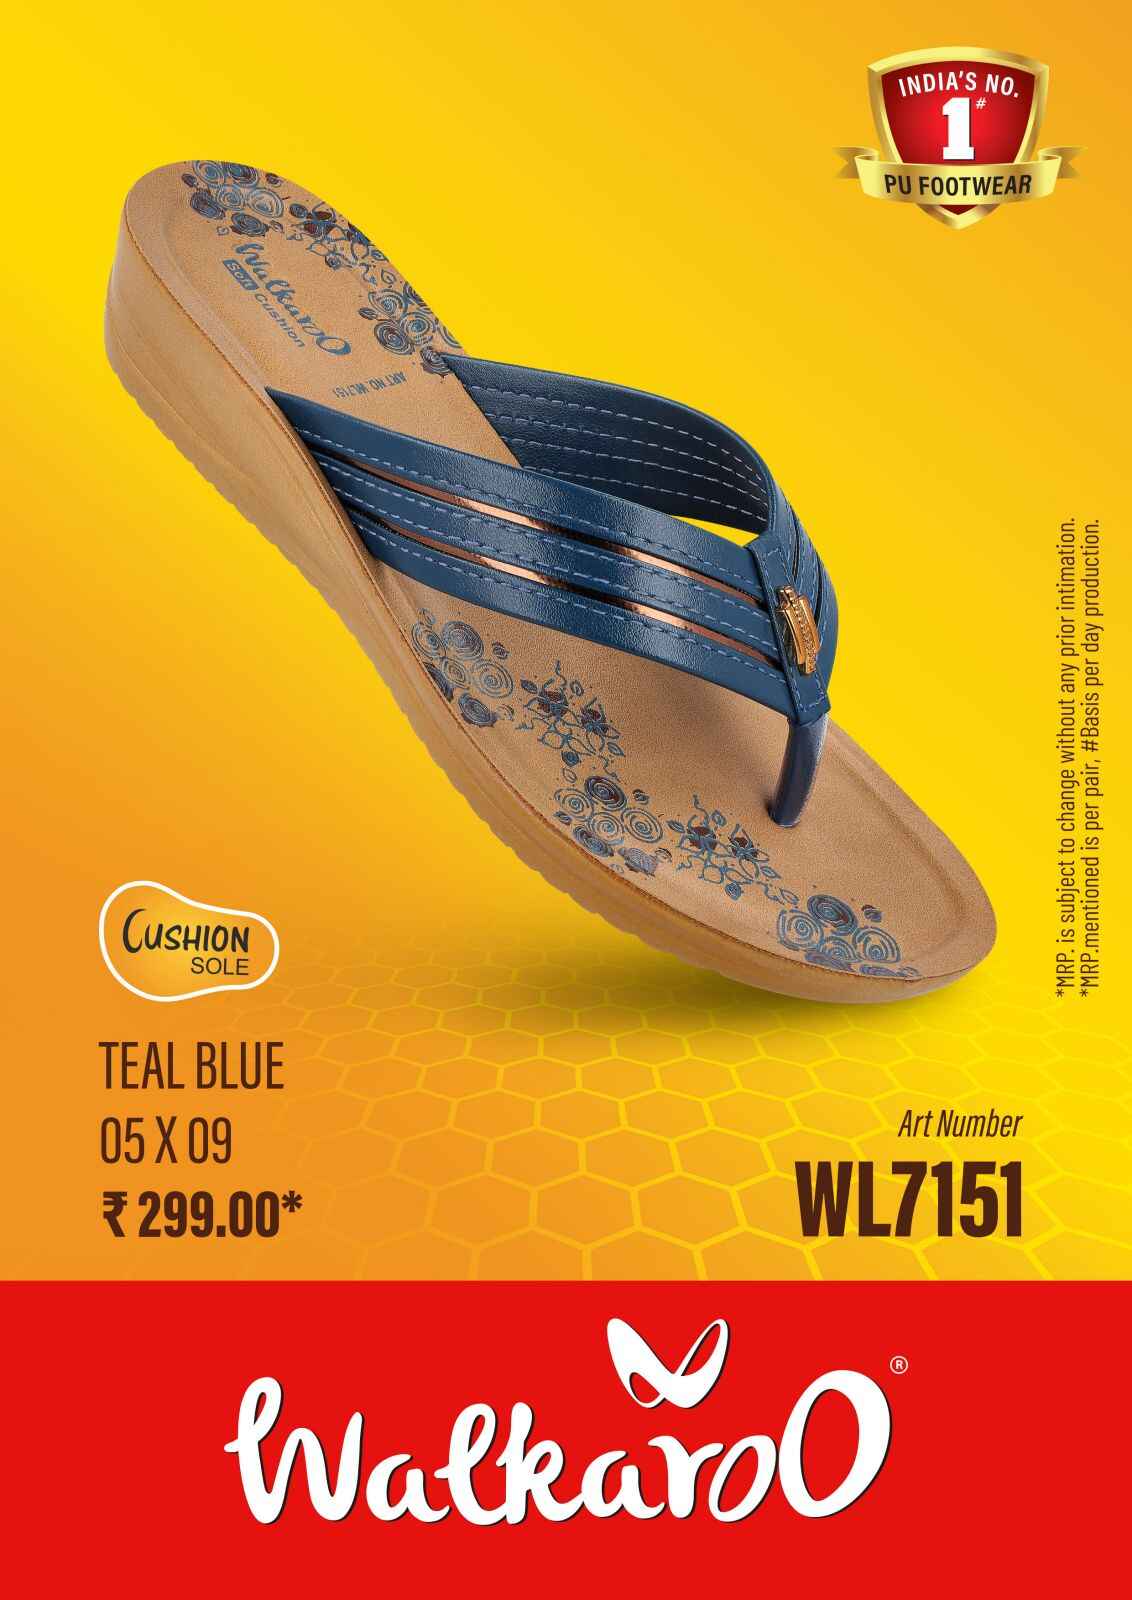 INDIA'S NO.
1#
PU FOOTWEAR
Walkaroo
Soft Cushion
ART NO. WL7151
*MRP. is subject to change without any prior intimation.
*MRP.mentioned is per pair, #Basis per day production.
CUSHION
SOLE
TEAL BLUE
05 X 09
₹ 299.00*
Art Number
WL7151
Walkaroo®